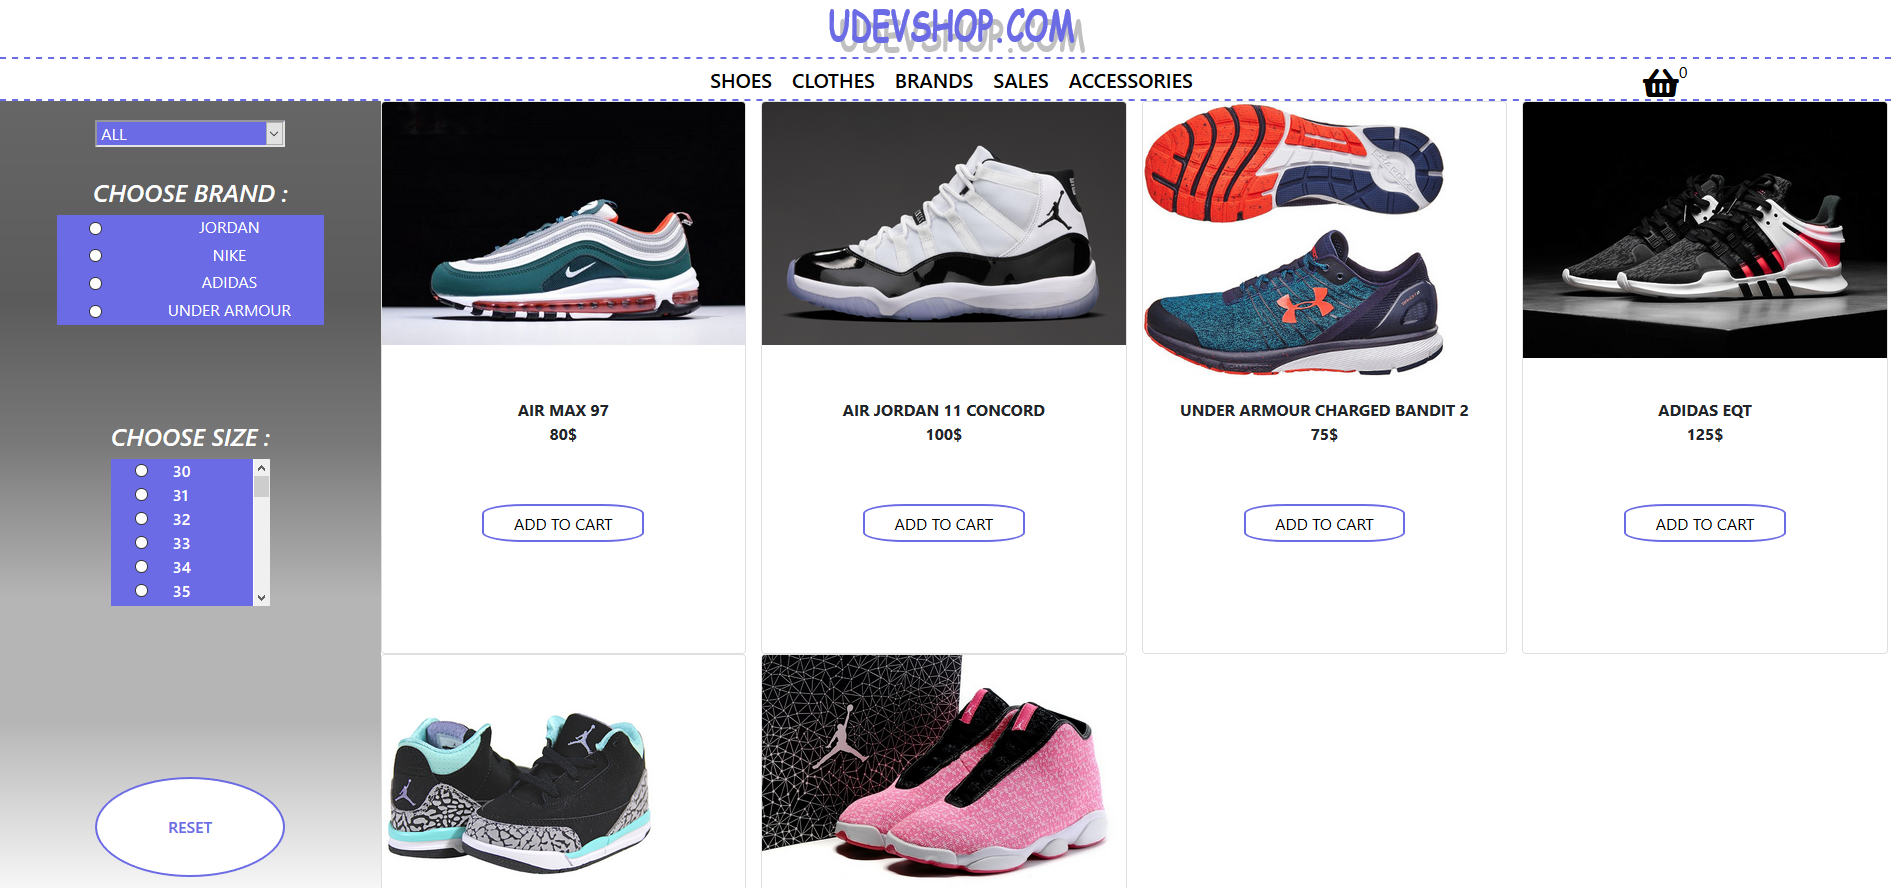 UDEVSHOP.COM
SHOES CLOTHES BRANDS SALES ACCESSORIES
0
ALL
CHOOSE BRAND :
JORDAN
NIKE
ADIDAS
UNDER ARMOUR
CHOOSE SIZE :
30
31
32
33
34
35
RESET
AIR MAX 97
80$
ADD TO CART
AIR JORDAN 11 CONCORD
100$
ADD TO CART
UNDER ARMOUR CHARGED BANDIT 2
75$
ADD TO CART
ADIDAS EQT
125$
ADD TO CART